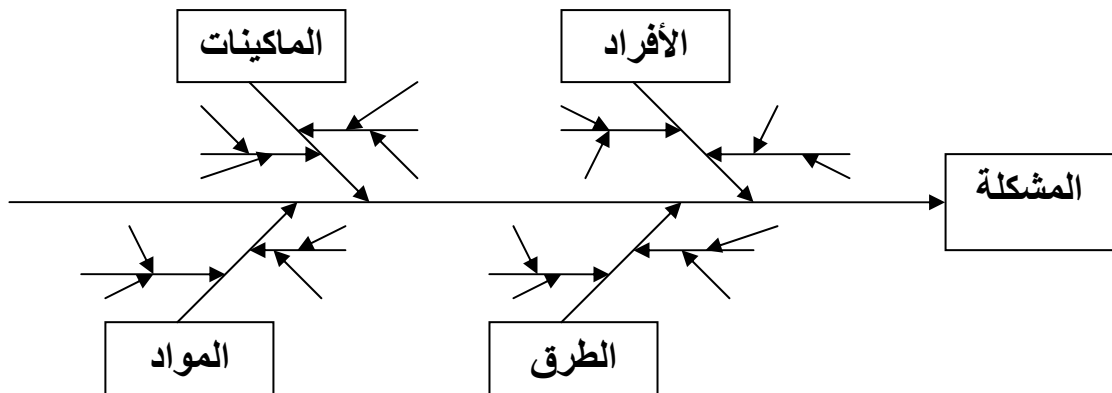 الأفراد
الماكينات
المشكلة
الطرق
المواد